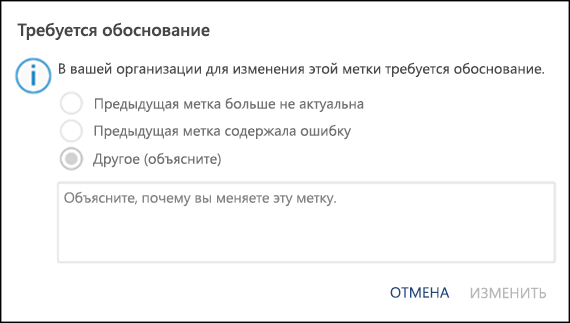 Требуется обоснование
В вашей организации для изменения этой метки требуется обоснование.
Предыдущая метка больше не актуальна
Предыдущая метка содержала ошибку
Другое (объясните)
Объясните, почему вы меняете эту метку.
ОТМЕНА ИЗМЕНИТЬ